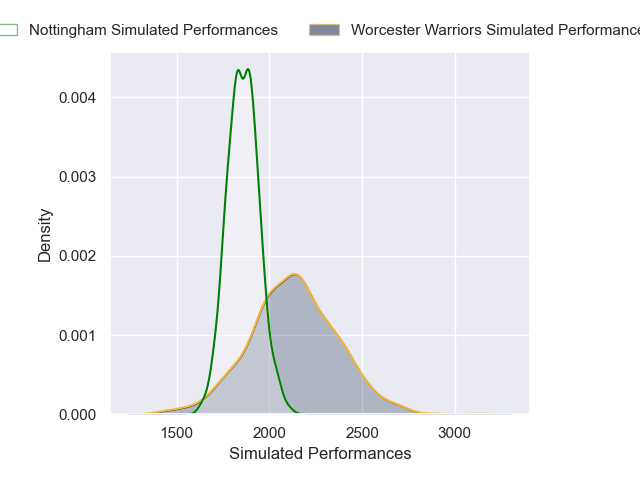 Nottingham Simulated Performances Worcester Warriors Simulated Performance
0.004
0.003
0.002
0.001
0.000
Density
1500 2000 2500 3000
Simulated Performances